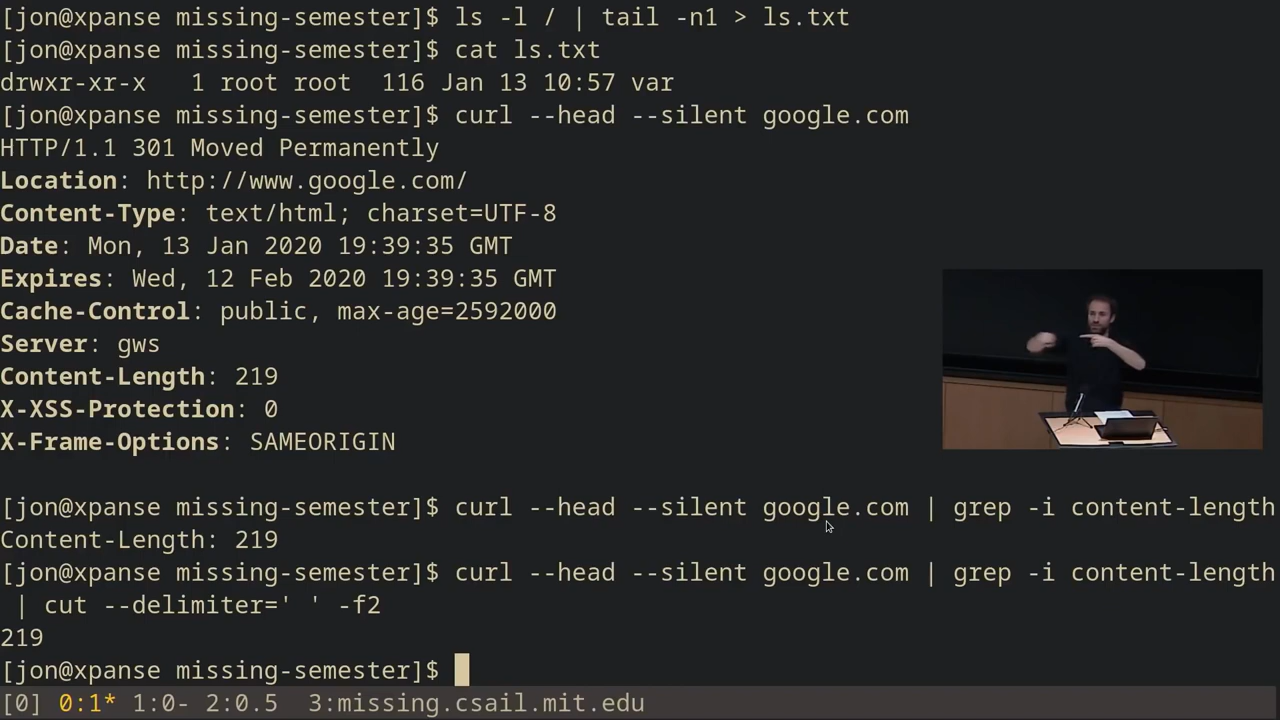 [jon@xpanse missing-semester]$ ls -l / | tail -n1 > ls.txt
[jon@xpanse missing-semester]$ cat ls.txt
drwxr-xr-x   1 root root  116 Jan 13 10:57 var
[jon@xpanse missing-semester]$ curl --head --silent google.com
HTTP/1.1 301 Moved Permanently
Location: http://www.google.com/
Content-Type: text/html; charset=UTF-8
Date: Mon, 13 Jan 2020 19:39:35 GMT
Expires: Wed, 12 Feb 2020 19:39:35 GMT
Cache-Control: public, max-age=2592000
Server: gws
Content-Length: 219
X-XSS-Protection: 0
X-Frame-Options: SAMEORIGIN
[jon@xpanse missing-semester]$ curl --head --silent google.com | grep -i content-length
Content-Length: 219
[jon@xpanse missing-semester]$ curl --head --silent google.com | grep -i content-length
 | cut --delimiter=' ' -f2
219
[jon@xpanse missing-semester]$
[0] 0:1* 1:0- 2:0.5  3:missing.csail.mit.edu